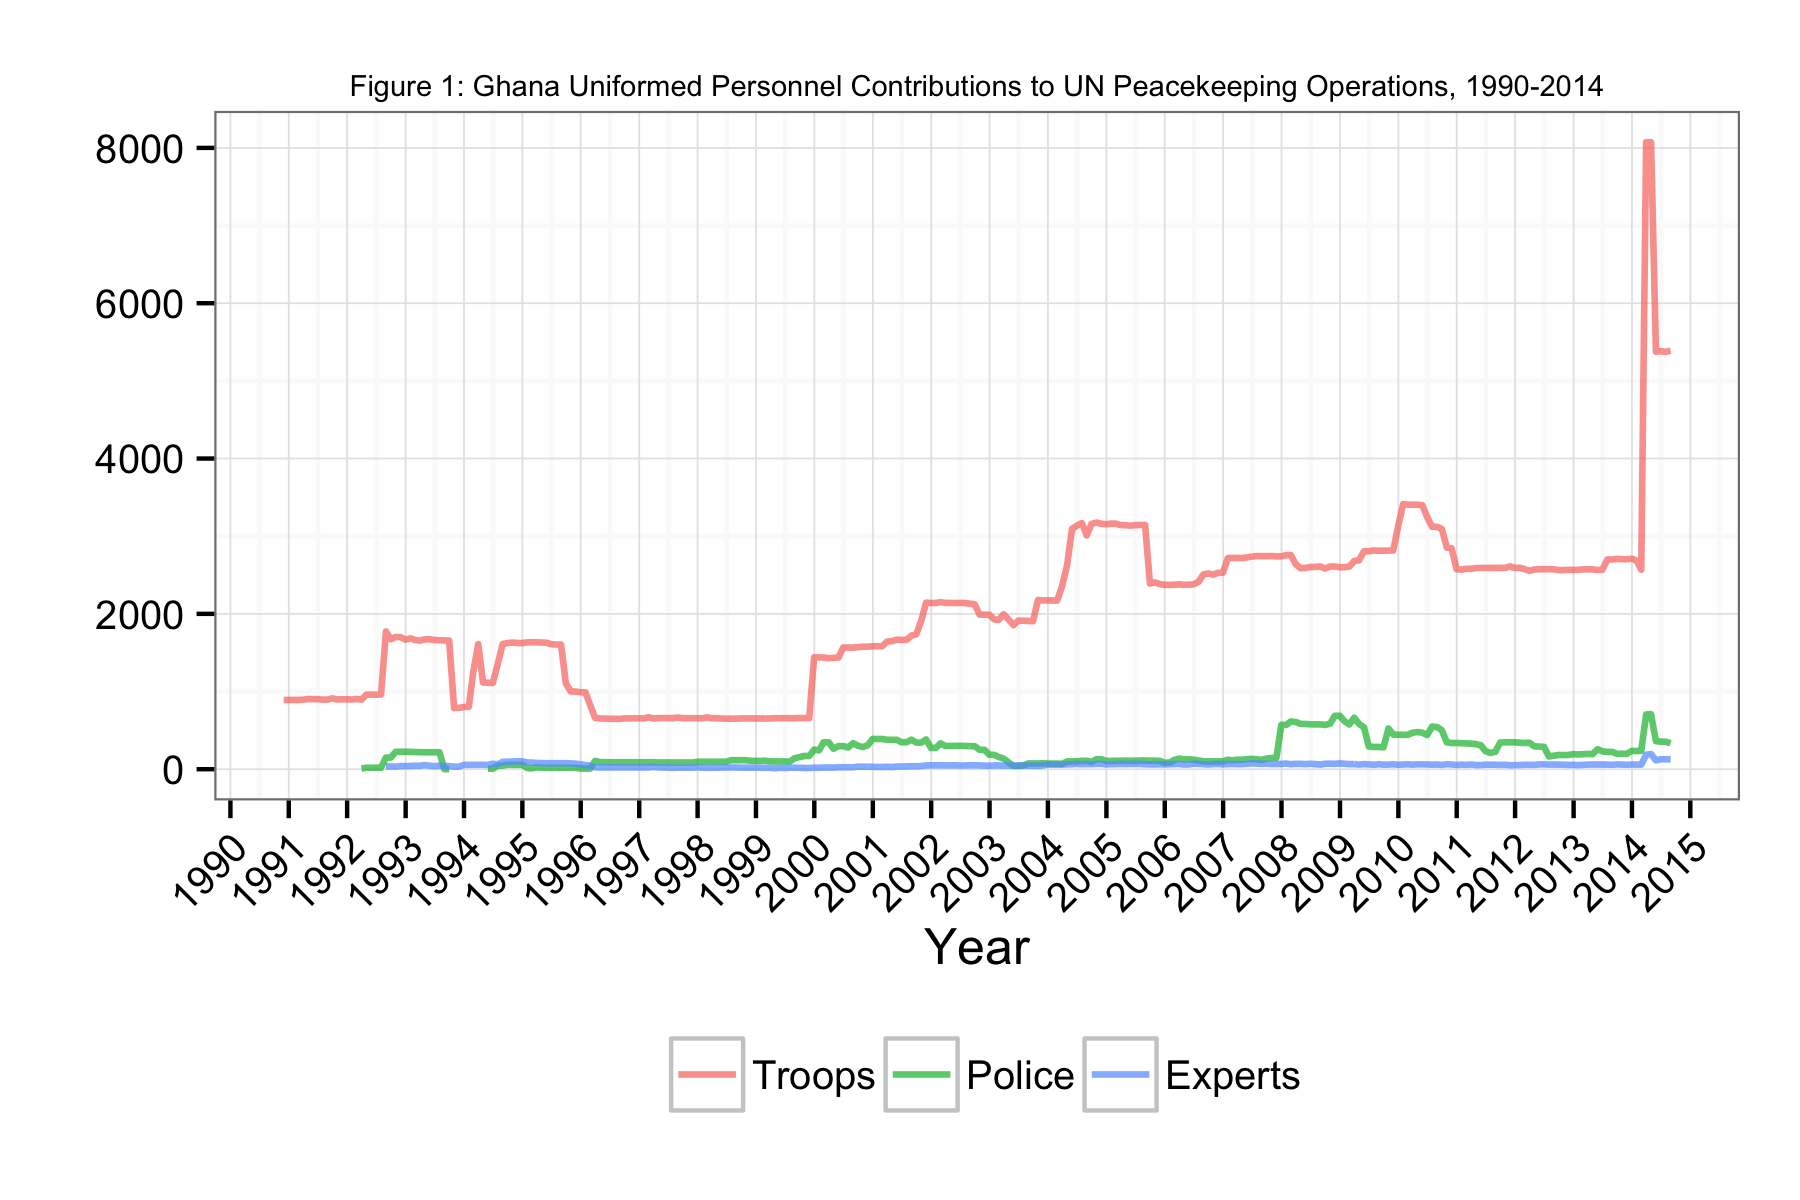 Figure 1: Ghana Uniformed Personnel Contributions to UN Peacekeeping Operations, 1990-2014
8000
6000
4000
2000
0
1990 1991 1992 1993 1994 1995 1996 1997 1998 1999 2000 2001 2002 2003 2004 2005 2006 2007 2008 2009 2010 2011 2012 2013 2014 2015
Year
Troops Police Experts